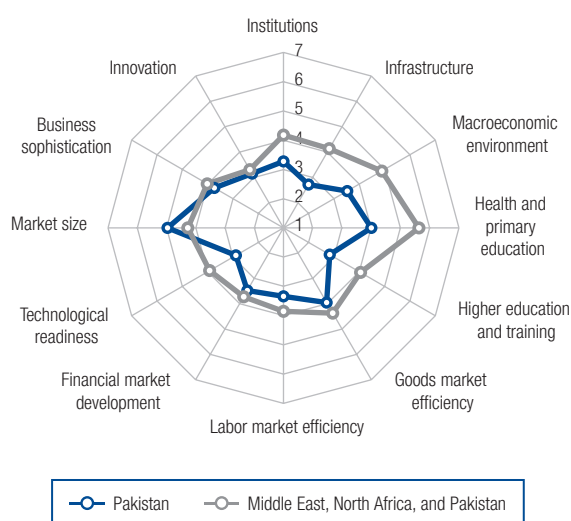 Institutions
7
6
5
4
3
2
1
Infrastructure
Macroeconomic
environment
Health and
primary
education
Higher education
and training
Goods market
efficiency
Labor market efficiency
Financial market
development
Technological
readiness
Market size
Business
sophistication
Innovation
Pakistan
Middle East, North Africa, and Pakistan